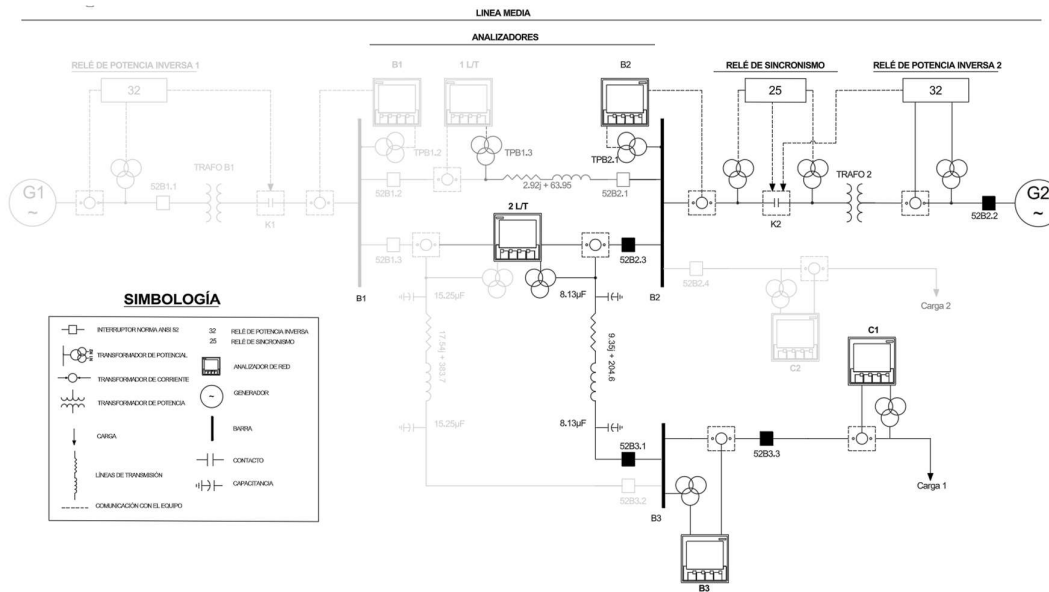 LINEA MEDIA
ANALIZADORES
RELÉ DE POTENCIA INVERSA 1
B1
1 L/T
B2
RELÉ DE SINCRONISMO
RELÉ DE POTENCIA INVERSA 2
32
25
32
TPB1.2
TPB1.3
TPB2.1
TRAFO B1
TRAFO 2
G1
~
52B1.1
K1
52B1.2
2.92j + 63.95
52B2.1
K2
52B2.2
G2
~
2 L/T
52B1.3
52B2.3
B1
B2
52B2.4
Carga 2
C2
15.25µF
8.13µF
17.54j + 383.7
9.35j + 204.6
15.25µF
8.13µF
C1
52B3.1
52B3.3
52B3.2
Carga 1
B3
B3
SIMBOLOGÍA
INTERRUPTOR NORMA ANSI 52
TRANSFORMADOR DE POTENCIAL
TRANSFORMADOR DE CORRIENTE
TRANSFORMADOR DE POTENCIA
CARGA
LÍNEAS DE TRANSMISIÓN
COMUNICACIÓN CON EL EQUIPO
32 RELÉ DE POTENCIA INVERSA
25 RELÉ DE SINCRONISMO
ANALIZADOR DE RED
~ GENERADOR
BARRA
CONTACTO
CAPACITANCIA